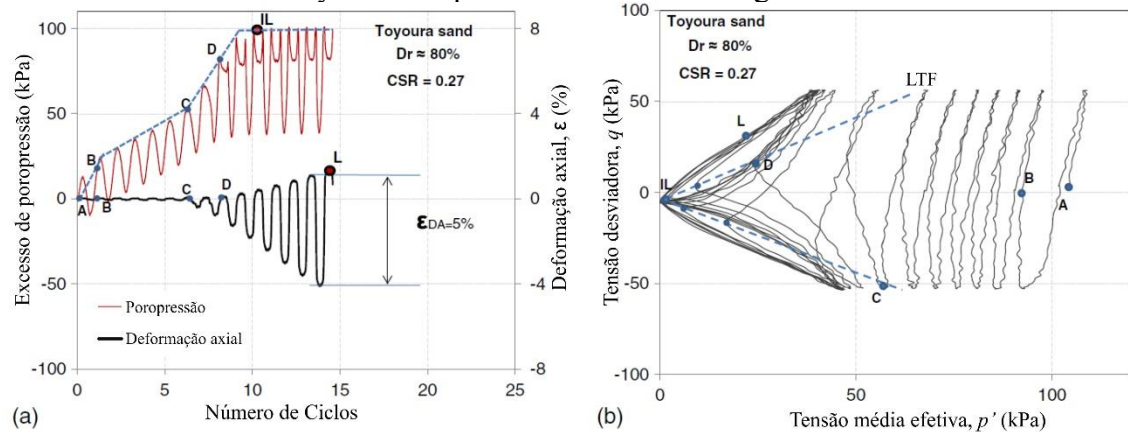 100
50
0
-50
-100
Excesso de poropressão (kPa)
A
B
C
D
IL
L
Toyoura sand
Dr ≈ 80%
CSR = 0.27
εDA=5%
Poropressão
Deformação axial
8
4
0
-4
-8
Deformação axial, ε (%)
A
B
C
D
0
5
10
15
20
25
(a)
Número de Ciclos
100
50
0
-50
-100
Tensão desviadora, q (kPa)
Toyoura sand
Dr ≈ 80%
CSR = 0.27
LTF
L
D
IL
B
A
C
0
50
100
(b)
Tensão média efetiva, p’ (kPa)